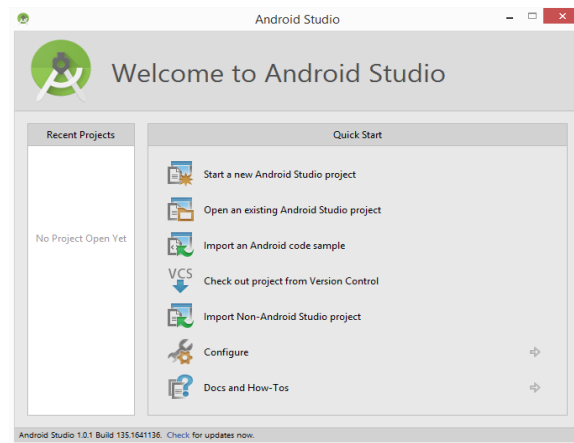 Android Studio
Welcome to Android Studio
Recent Projects
No Project Open Yet
Quick Start
Start a new Android Studio project
Open an existing Android Studio project
Import an Android code sample
VCS
Check out project from Version Control
Import Non-Android Studio project
Configure
Docs and How-Tos
Android Studio 1.0.1 Build 135.1641136. Check for updates now.